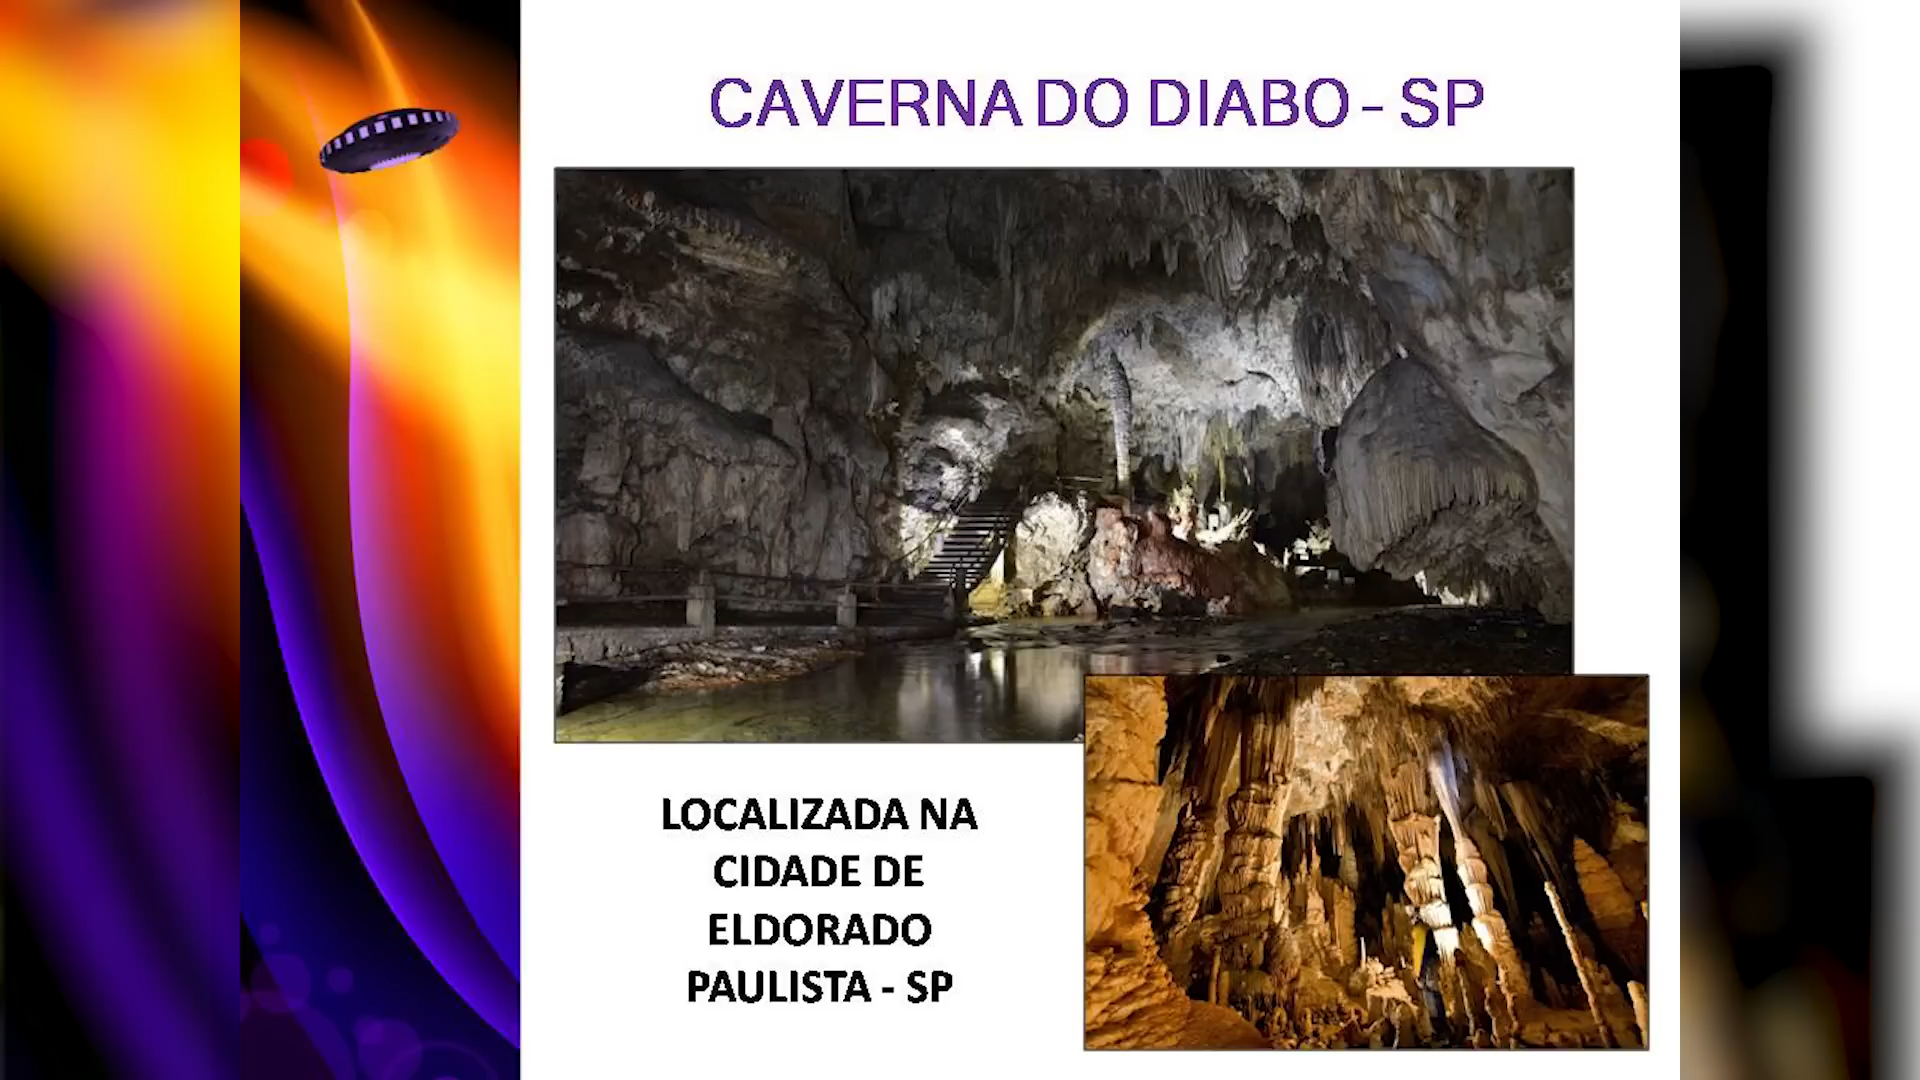 CAVERNA DO DIABO - SP
LOCALIZADA NA
CIDADE DE
ELDORADO
PAULISTA - SP